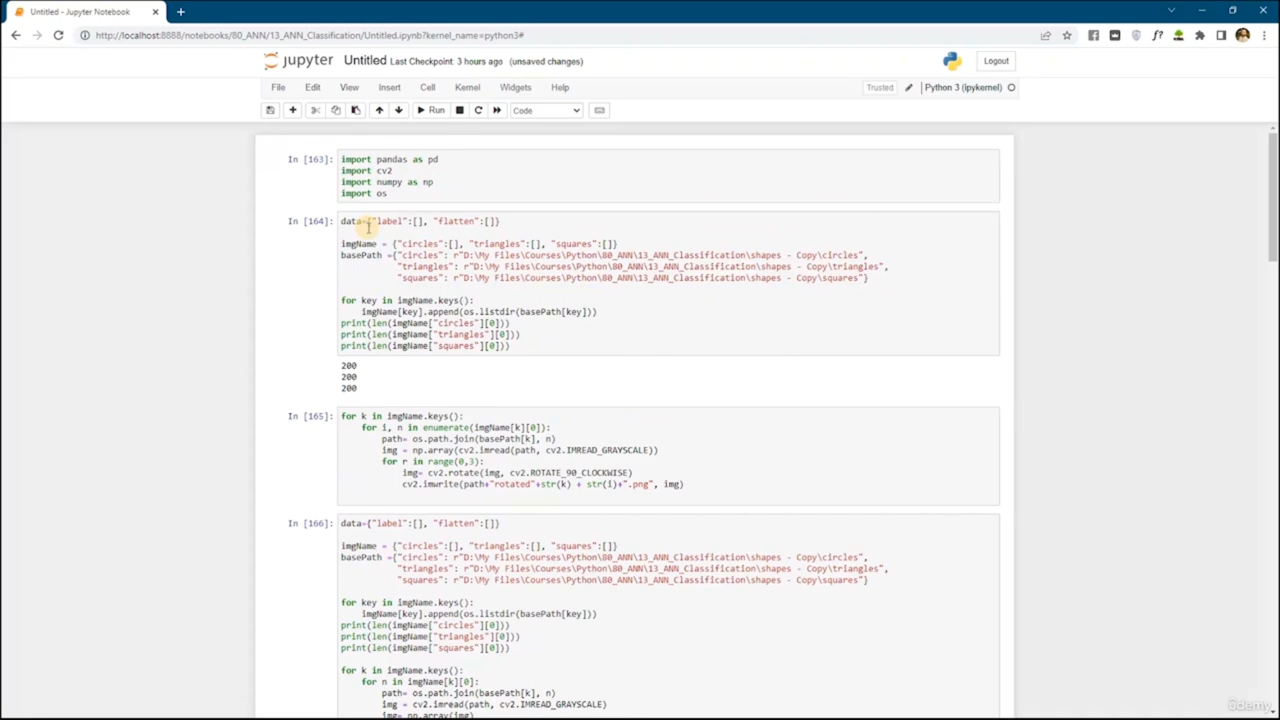 Untitled - Jupyter Notebook
http://localhost:8888/notebooks/80_ANN/13_ANN_Classification/Untitled.ipynb?kernel_name=python3#
jupyter Untitled Last Checkpoint: 3 hours ago (unsaved changes) Logout
File Edit View Insert Cell Kernel Widgets Help Trusted Python 3 (ipykernel)
Run Code
In [163]: import pandas as pd
import cv2
import numpy as np
import os
In [164]: data={"label":[], "flatten":[]}
imgName = {"circles":[], "triangles":[], "squares":[]}
basePath ={"circles": r"D:\My Files\Courses\Python\80_ANN\13_ANN_Classification\shapes - Copy\circles",
"triangles": r"D:\My Files\Courses\Python\80_ANN\13_ANN_Classification\shapes - Copy\triangles",
"squares": r"D:\My Files\Courses\Python\80_ANN\13_ANN_Classification\shapes - Copy\squares"}
for key in imgName.keys():
imgName[key].append(os.listdir(basePath[key]))
print(len(imgName["circles"][0]))
print(len(imgName["triangles"][0]))
print(len(imgName["squares"][0]))
200
200
200
In [165]: for k in imgName.keys():
for i, n in enumerate(imgName[k][0]):
path= os.path.join(basePath[k], n)
img = np.array(cv2.imread(path, cv2.IMREAD_GRAYSCALE))
for r in range(0,3):
img= cv2.rotate(img, cv2.ROTATE_90_CLOCKWISE)
cv2.imwrite(path+"rotated"+str(k) + str(i)+".png", img)
In [166]: data={"label":[], "flatten":[]}
imgName = {"circles":[], "triangles":[], "squares":[]}
basePath ={"circles": r"D:\My Files\Courses\Python\80_ANN\13_ANN_Classification\shapes - Copy\circles",
"triangles": r"D:\My Files\Courses\Python\80_ANN\13_ANN_Classification\shapes - Copy\triangles",
"squares": r"D:\My Files\Courses\Python\80_ANN\13_ANN_Classification\shapes - Copy\squares"}
for key in imgName.keys():
imgName[key].append(os.listdir(basePath[key]))
print(len(imgName["circles"][0]))
print(len(imgName["triangles"][0]))
print(len(imgName["squares"][0]))
for k in imgName.keys():
for n in imgName[k][0]:
path= os.path.join(basePath[k], n)
img = cv2.imread(path, cv2.IMREAD_GRAYSCALE)
img= np.array(img)
ûdemy